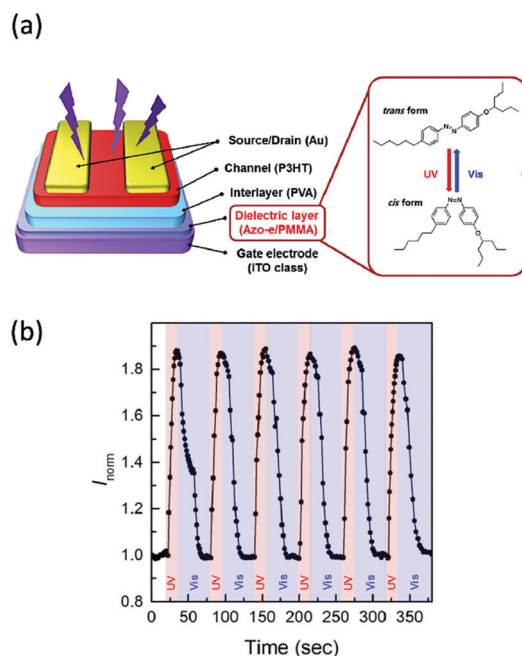 (a)
Source/Drain (Au)
Channel (P3HT)
Interlayer (PVA)
Dielectric layer
(Azo-e/PMMA)
Gate electrode
(ITO class)
trans form
N
N
O
UV
Vis
cis form
N=N
O
(b)
I norm
1.8
1.6
1.4
1.2
1.0
0.8
UV Vis UV Vis UV Vis UV Vis UV Vis UV Vis
0 50 100 150 200 250 300 350
Time (sec)